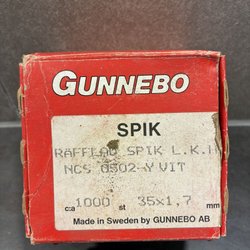 GUNNEBO
SPIK
RAFFLAD SPIK L.K.H
NCS 0502-Y VIT
ca 1000 st 35x1,7 mm
Made in Sweden by GUNNEBO AB